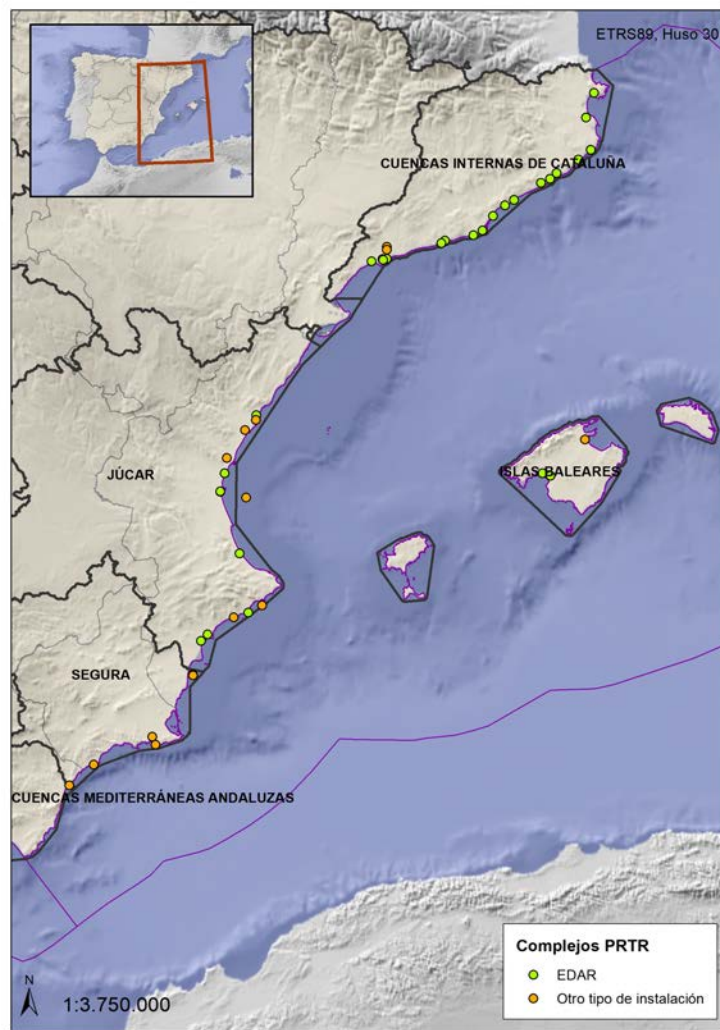 ETRS89, Huso 30
CUENCAS INTERNAS DE CATALUÑA
JÚCAR
ISLAS BALEARES
SEGURA
CUENCAS MEDITERRÁNEAS ANDALUZAS
Complejos PRTR
EDAR
Otro tipo de instalación
N
1:3.750.000